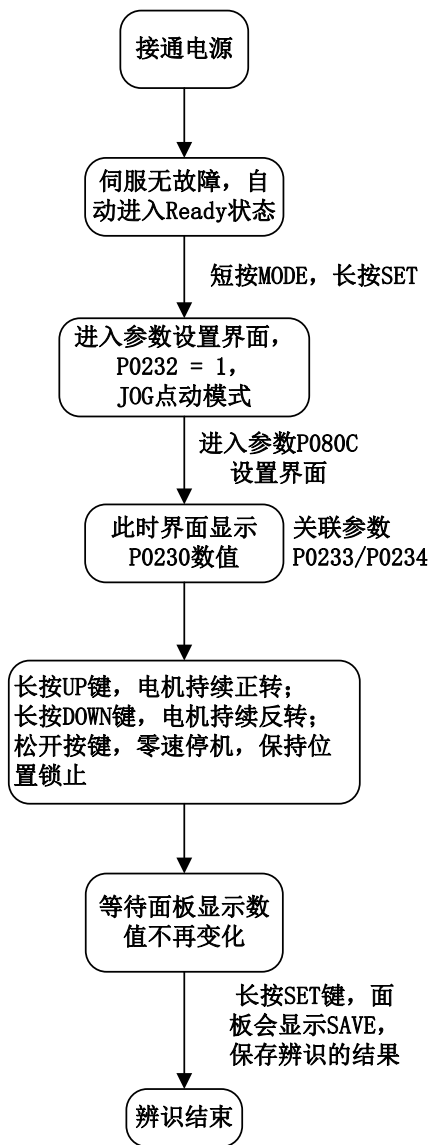 接通电源
伺服无故障，自
动进入Ready状态
短按MODE，长按SET
进入参数设置界面，
P0232 = 1，
JOG点动模式
进入参数P080C
设置界面
此时界面显示
P0230数值
关联参数
P0233/P0234
长按UP键，电机持续正转；
长按DOWN键，电机持续反转；
松开按键，零速停机，保持位
置锁止
等待面板显示数
值不再变化
长按SET键，面
板会显示SAVE，
保存辨识的结果
辨识结束